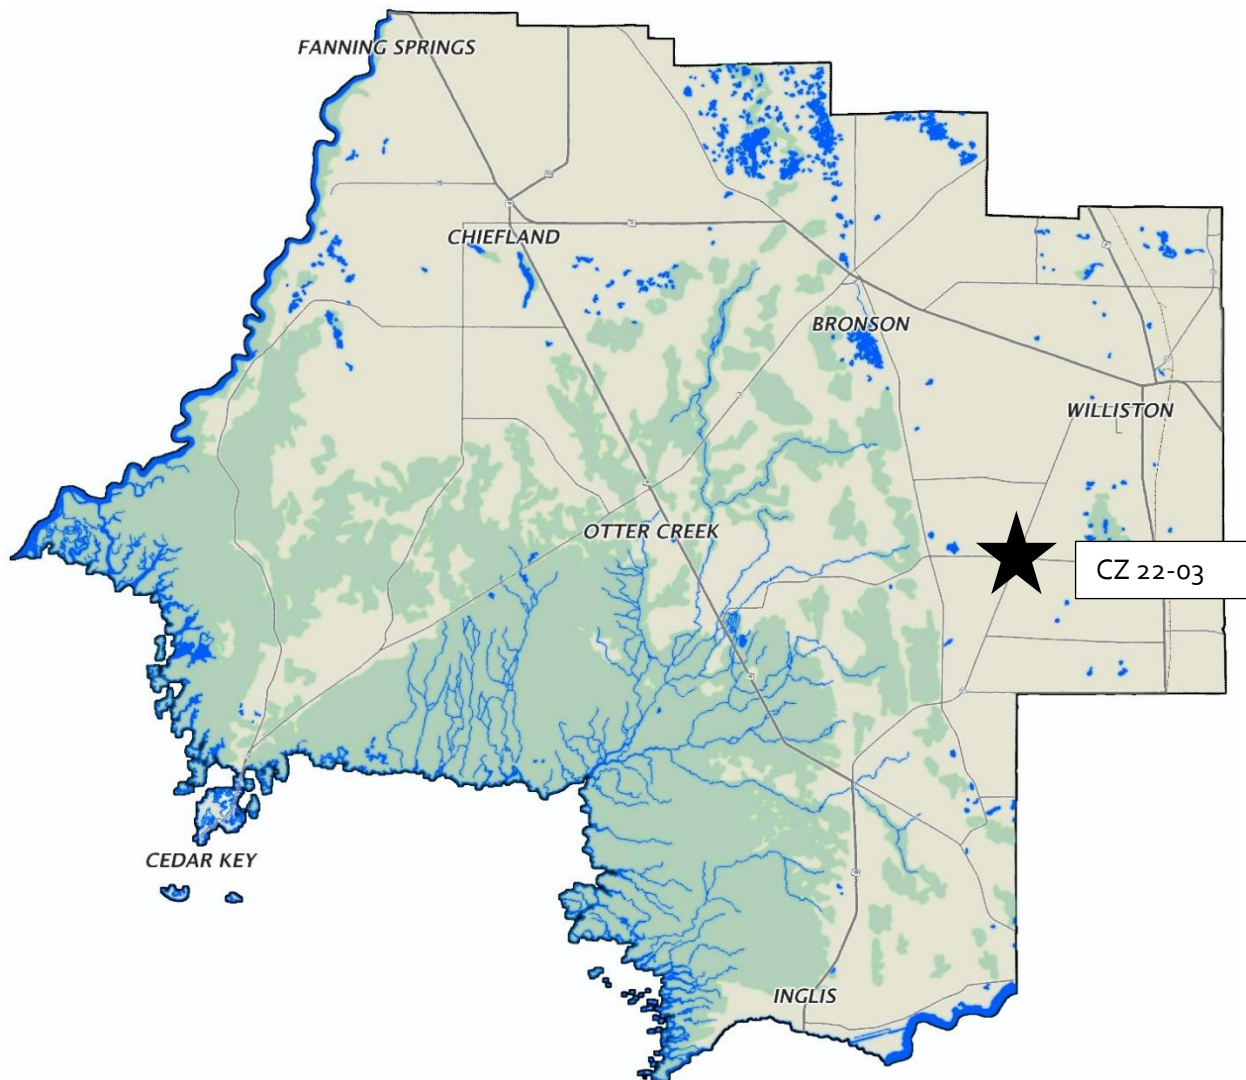 FANNING SPRINGS
CHIEFLAND
BRONSON
WILLISTON
OTTER CREEK
CZ 22-03
CEDAR KEY
INGLIS